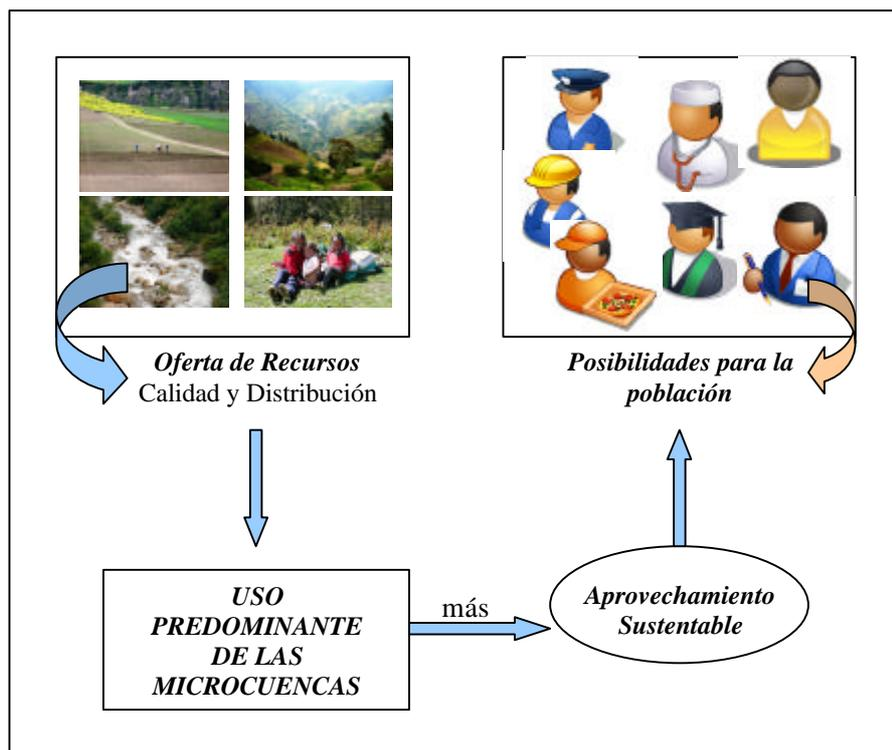 Oferta de Recursos
Calidad y Distribución
Posibilidades para la
población
USO
PREDOMINANTE
DE LAS
MICROCUENCAS
más
Aprovechamiento
Sustentable